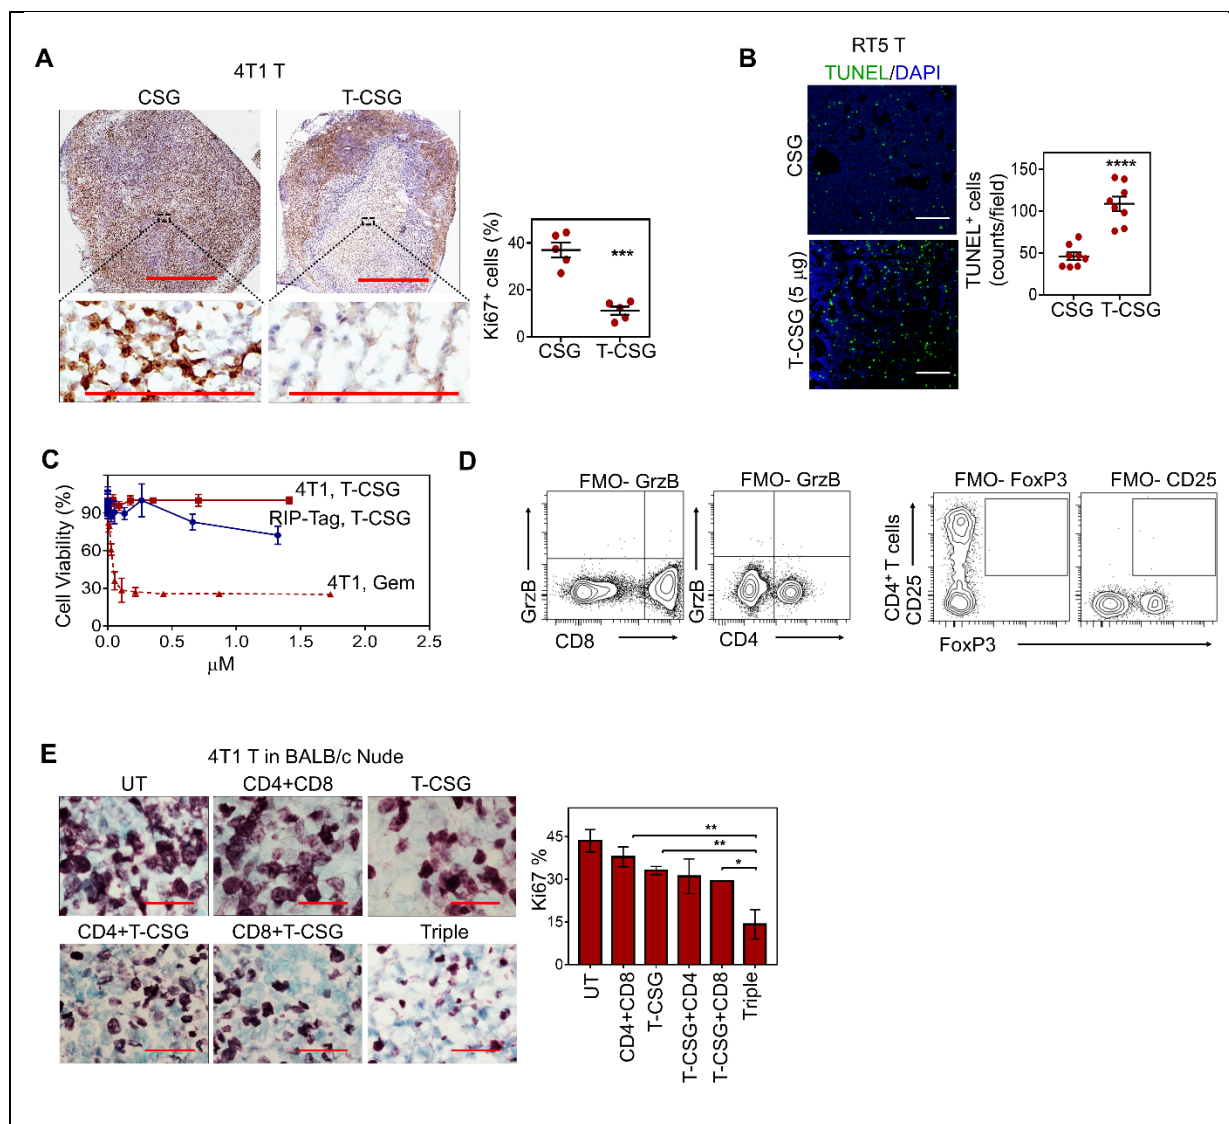 A
4T1 T
CSG
T-CSG
Ki67+ cells (%)
40
20
0
CSG
T-CSG
***
B
RT5 T
TUNEL/DAPI
CSG
T-CSG (5 µg)
TUNEL+ cells
(counts/field)
150
100
50
0
CSG
T-CSG
****
C
Cell Viability (%)
90
60
30
0
0.0
0.5
1.0
1.5
2.0
2.5
µM
4T1, T-CSG
RIP-Tag, T-CSG
4T1, Gem
D
FMO- GrzB
FMO- GrzB
GrzB
GrzB
CD8
CD4
FMO- FoxP3
FMO- CD25
CD4+ T cells
CD25
FoxP3
E
4T1 T in BALB/c Nude
UT
CD4+CD8
T-CSG
CD4+T-CSG
CD8+T-CSG
Triple
Ki67 %
45
30
15
0
**
**
*
UT
CD4+CD8
T-CSG
T-CSG+CD4
T-CSG+CD8
Triple